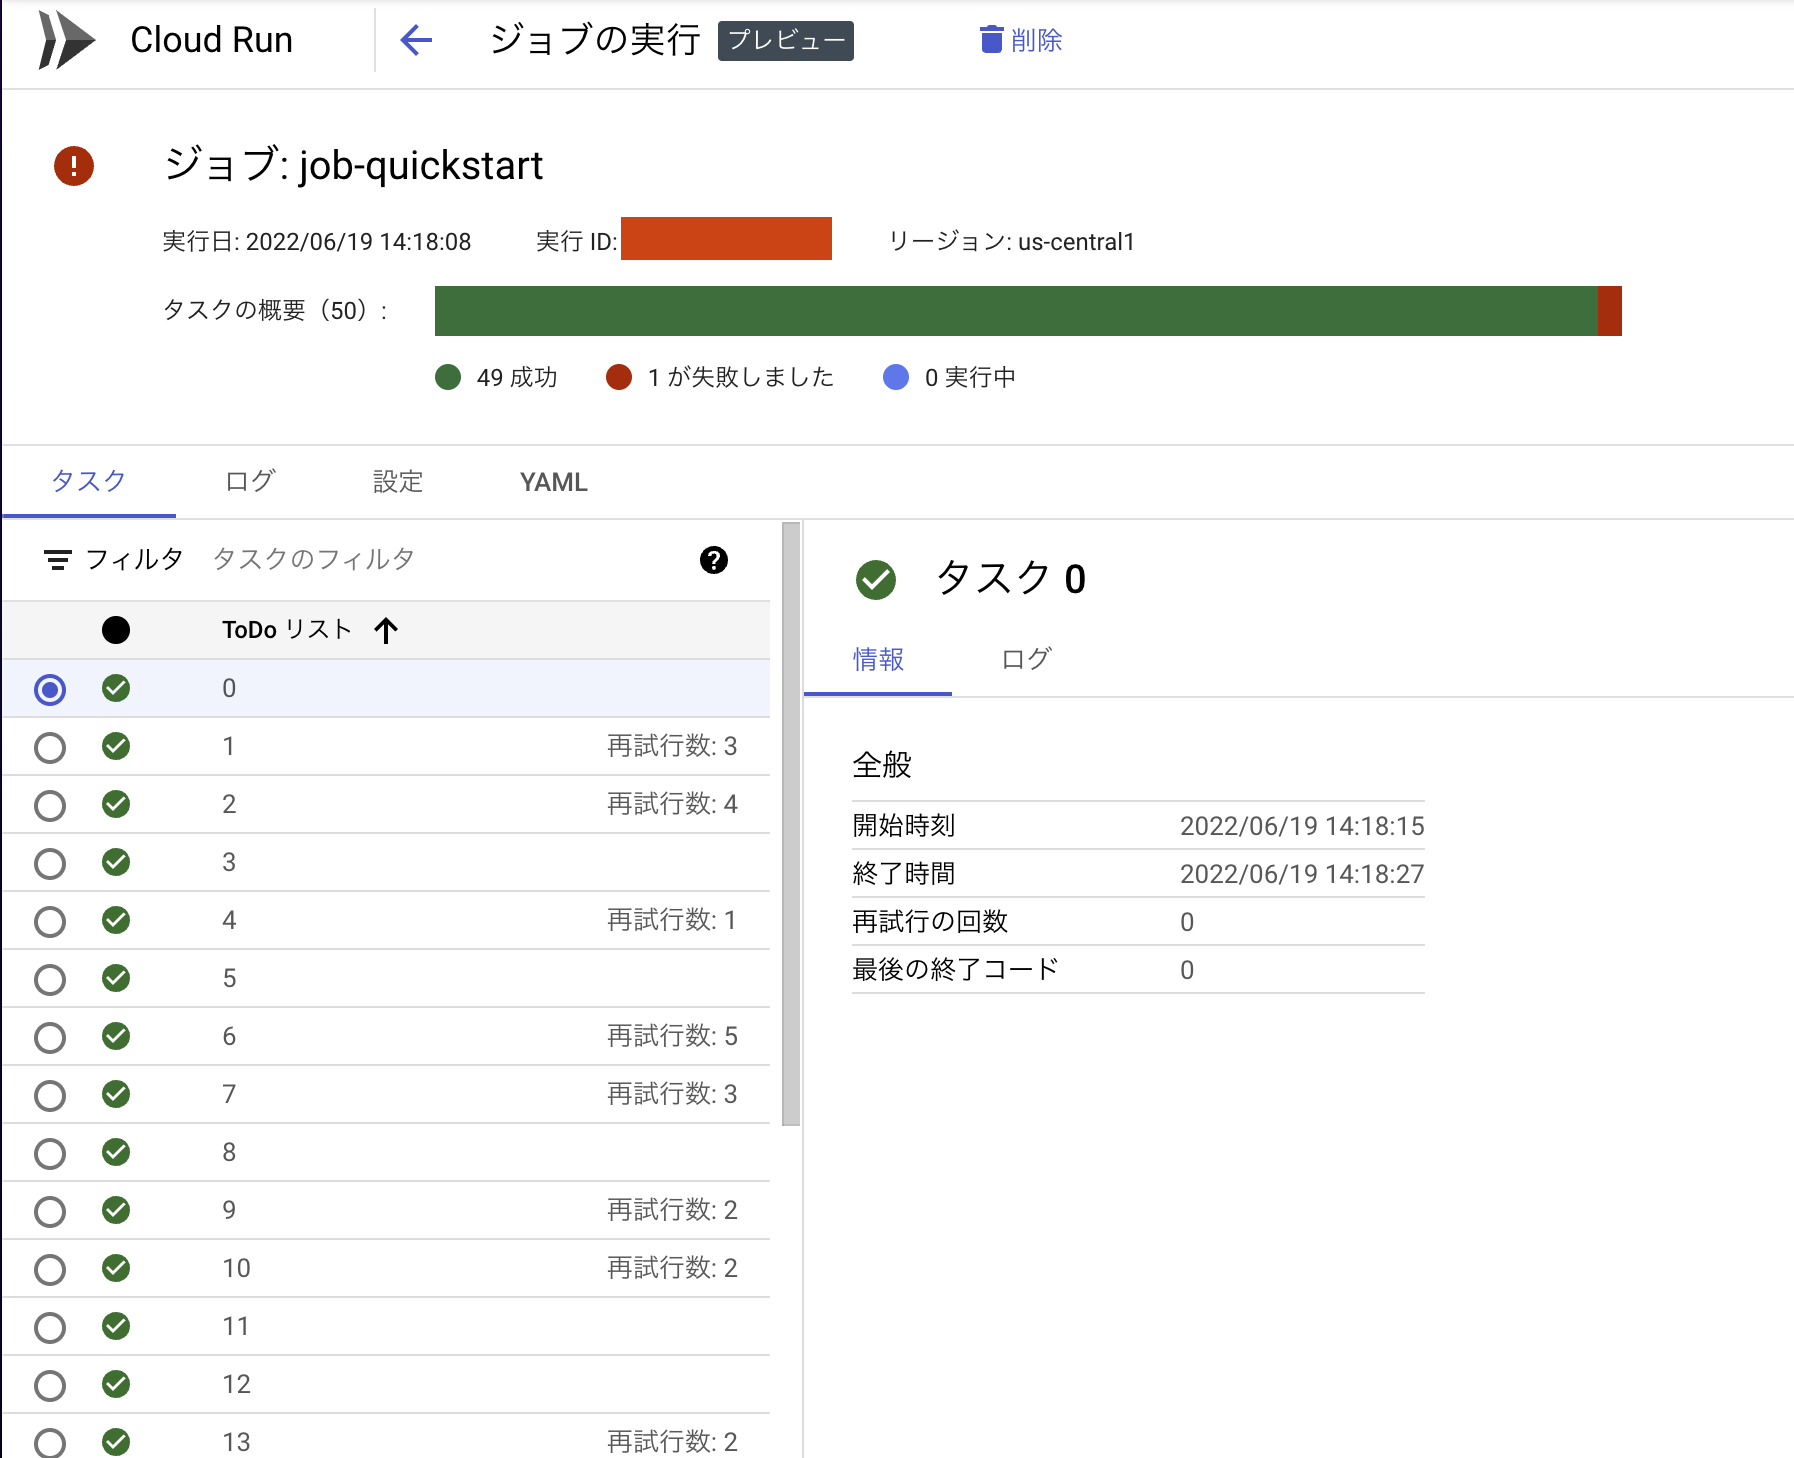 Cloud Run
ジョブの実行 プレビュー 削除
ジョブ: job-quickstart
実行日: 2022/06/19 14:18:08 実行 ID: リージョン: us-central1
タスクの概要（50）:
49 成功 1 が失敗しました 0 実行中
タスク ログ 設定 YAML
フィルタ タスクのフィルタ
ToDo リスト
0
1 再試行数: 3
2 再試行数: 4
3
4 再試行数: 1
5
6 再試行数: 5
7 再試行数: 3
8
9 再試行数: 2
10 再試行数: 2
11
12
13 再試行数: 2
タスク 0
情報 ログ
全般
開始時刻 2022/06/19 14:18:15
終了時間 2022/06/19 14:18:27
再試行の回数 0
最後の終了コード 0